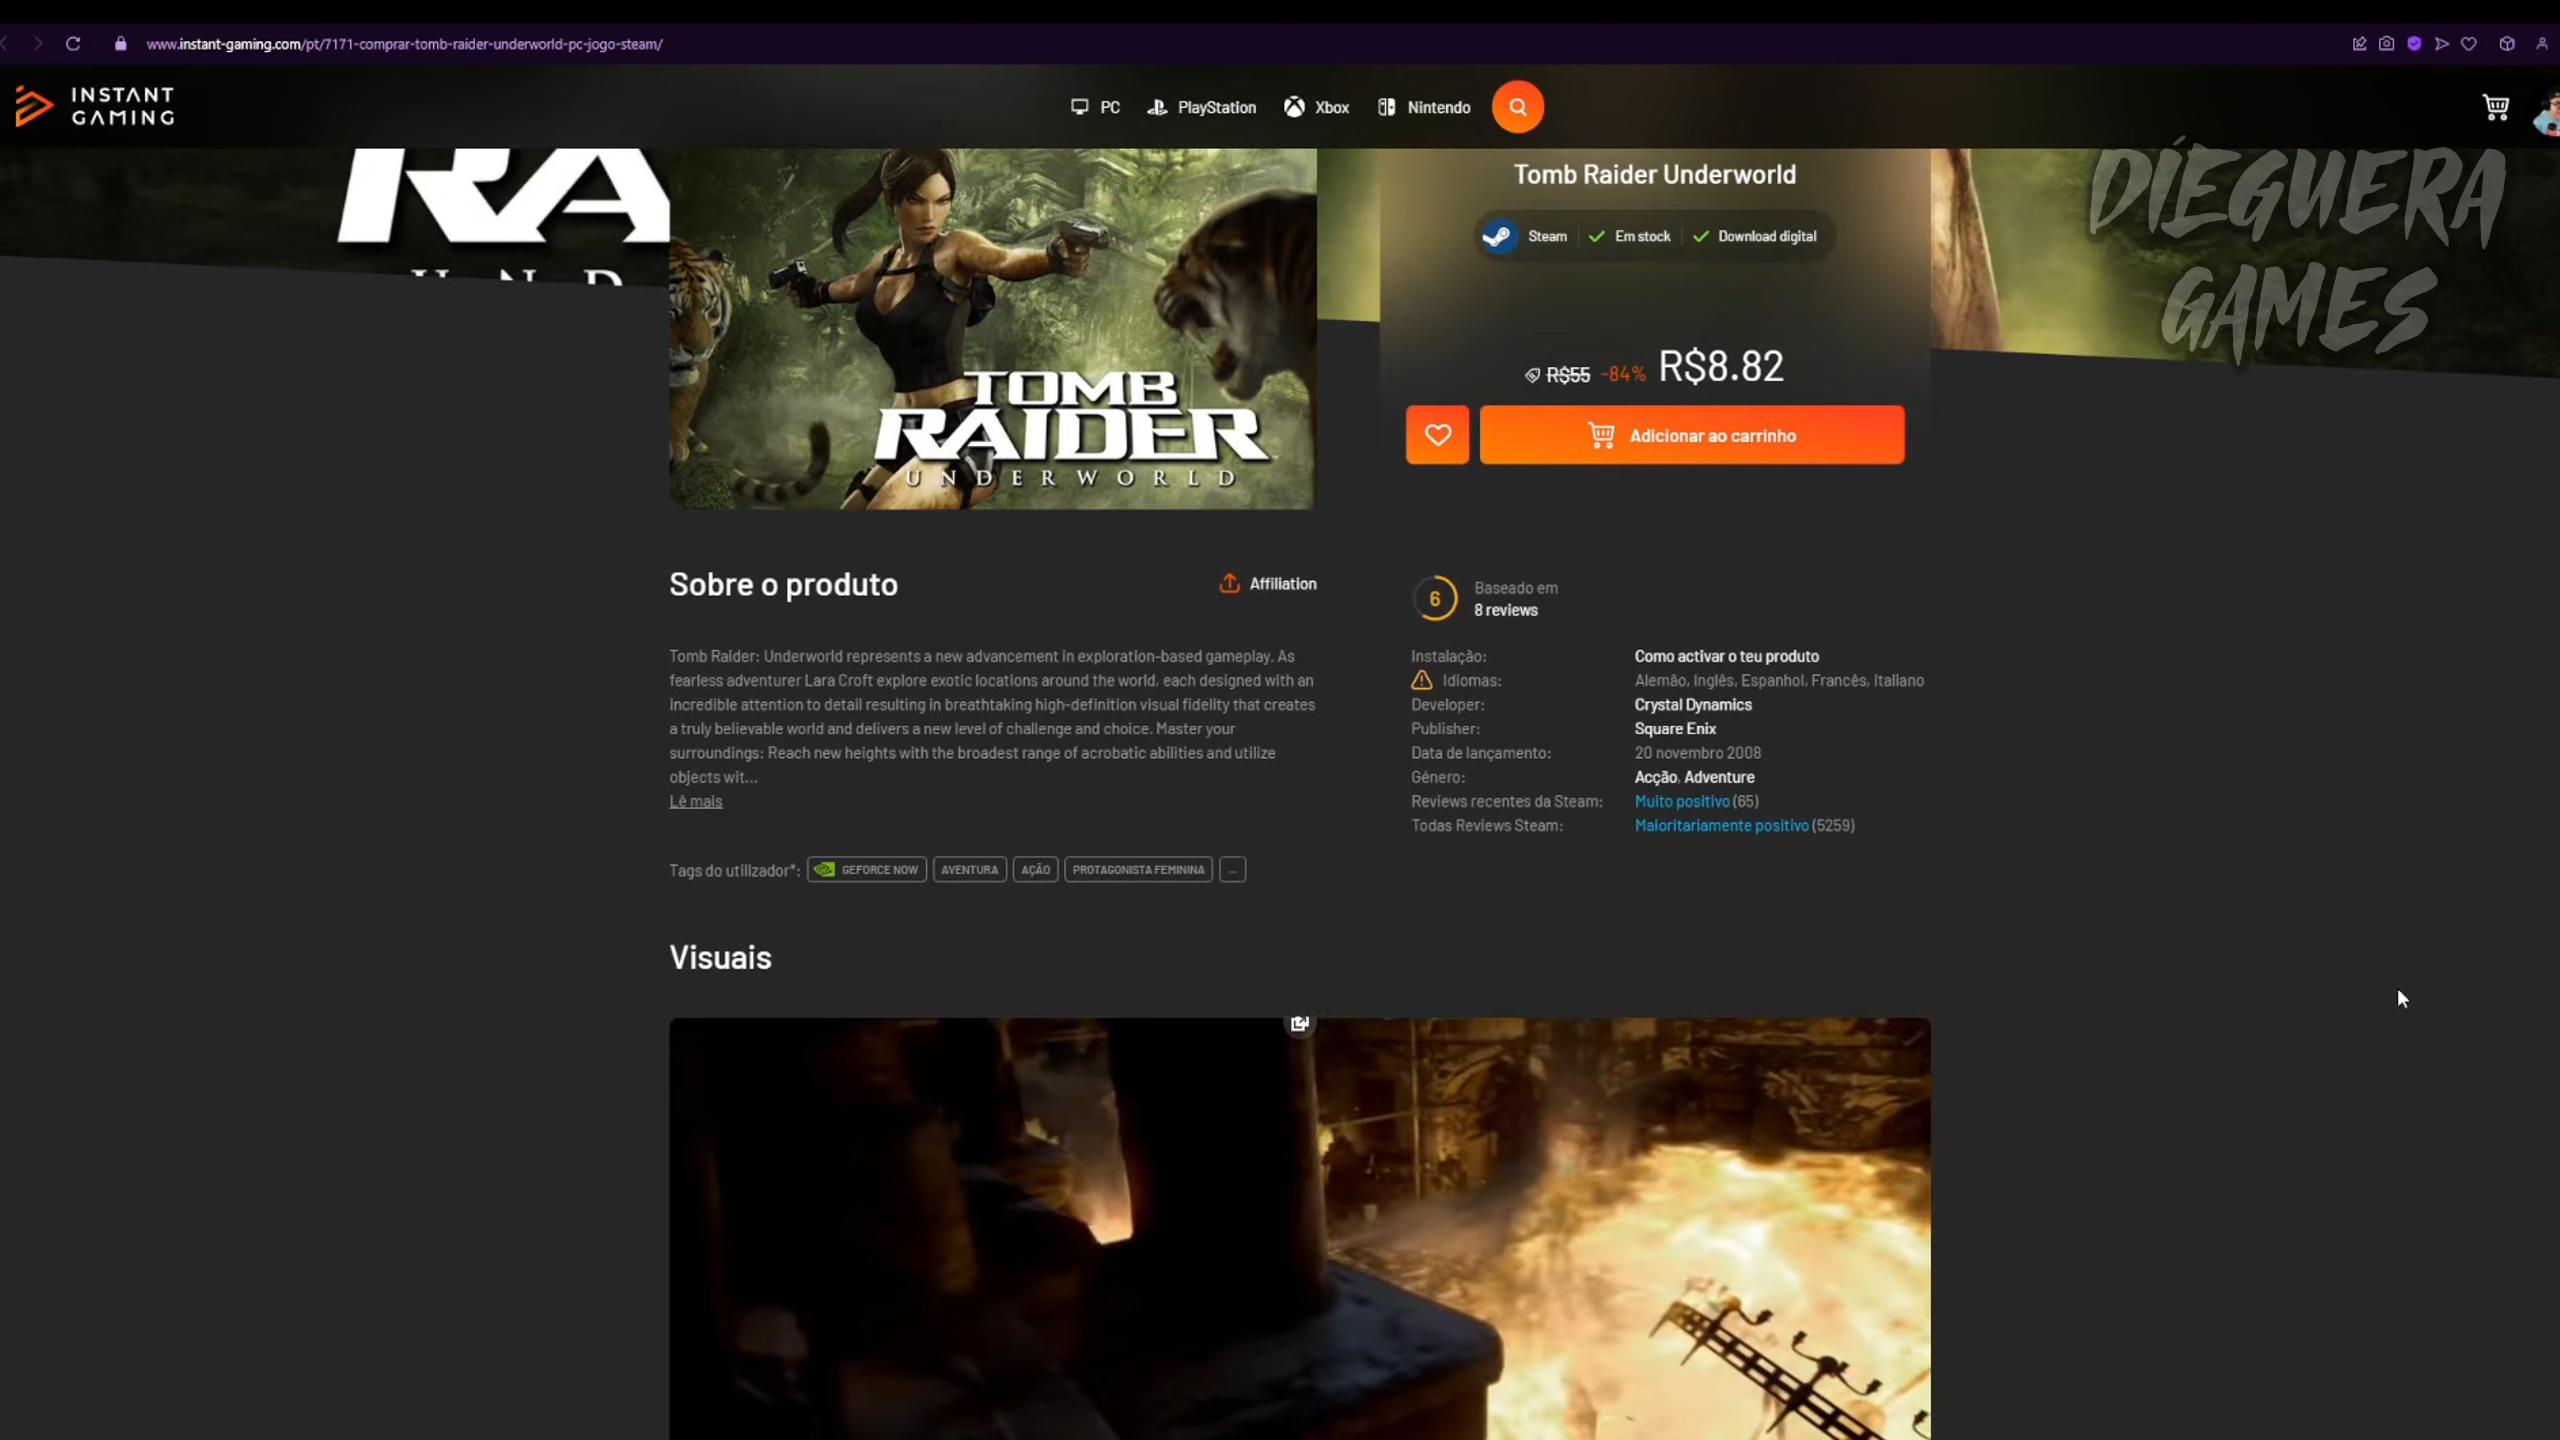 www.instant-gaming.com/pt/7171-comprar-tomb-raider-underworld-pc-jogo-steam/
INSTANT
GAMING
PC
PlayStation
Xbox
Nintendo
RA
UND
TOMB
RAIDER
UNDERWORLD
Tomb Raider Underworld
Steam
Em stock
Download digital
R$55 -84% R$8.82
Adicionar ao carrinho
DÍEGUERA
GAMES
Sobre o produto
Affiliation
Tomb Raider: Underworld represents a new advancement in exploration-based gameplay. As
fearless adventurer Lara Croft explore exotic locations around the world, each designed with an
incredible attention to detail resulting in breathtaking high-definition visual fidelity that creates
a truly believable world and delivers a new level of challenge and choice. Master your
surroundings: Reach new heights with the broadest range of acrobatic abilities and utilize
objects wit...
Lê mais
Tags do utilizador*: GEFORCE NOW AVENTURA AÇÃO PROTAGONISTA FEMININA ...
6
Baseado em
8 reviews
Instalação: Como activar o teu produto
Idiomas: Alemão, Inglês, Espanhol, Francês, Italiano
Developer: Crystal Dynamics
Publisher: Square Enix
Data de lançamento: 20 novembro 2008
Género: Acção, Adventure
Reviews recentes da Steam: Muito positivo (65)
Todas Reviews Steam: Maioritariamente positivo (5259)
Visuais